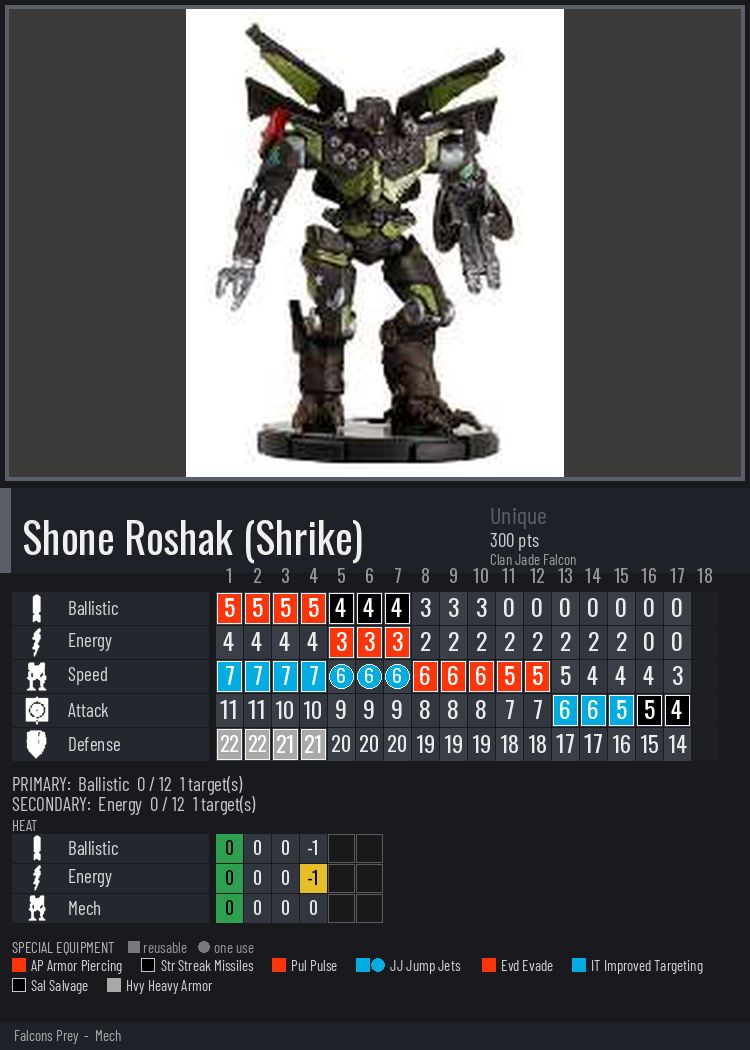 Shone Roshak (Shrike)
Unique
300 pts
Clan Jade Falcon
1 2 3 4 5 6 7 8 9 10 11 12 13 14 15 16 17 18
Ballistic 5 5 5 5 4 4 4 3 3 3 0 0 0 0 0 0 0
Energy 4 4 4 4 3 3 3 2 2 2 2 2 2 2 2 0 0
Speed 7 7 7 7 6 6 6 6 6 6 5 5 5 4 4 4 3
Attack 11 11 10 10 9 9 9 8 8 8 7 7 6 6 5 5 4
Defense 22 22 21 21 20 20 20 19 19 19 18 18 17 17 16 15 14
PRIMARY: Ballistic 0 / 12 1 target(s)
SECONDARY: Energy 0 / 12 1 target(s)
HEAT
Ballistic 0 0 0 -1
Energy 0 0 0 -1
Mech 0 0 0 0
SPECIAL EQUIPMENT reusable one use
AP Armor Piercing Str Streak Missiles Pul Pulse JJ Jump Jets Evd Evade IT Improved Targeting
Sal Salvage Hvy Heavy Armor
Falcons Prey - Mech